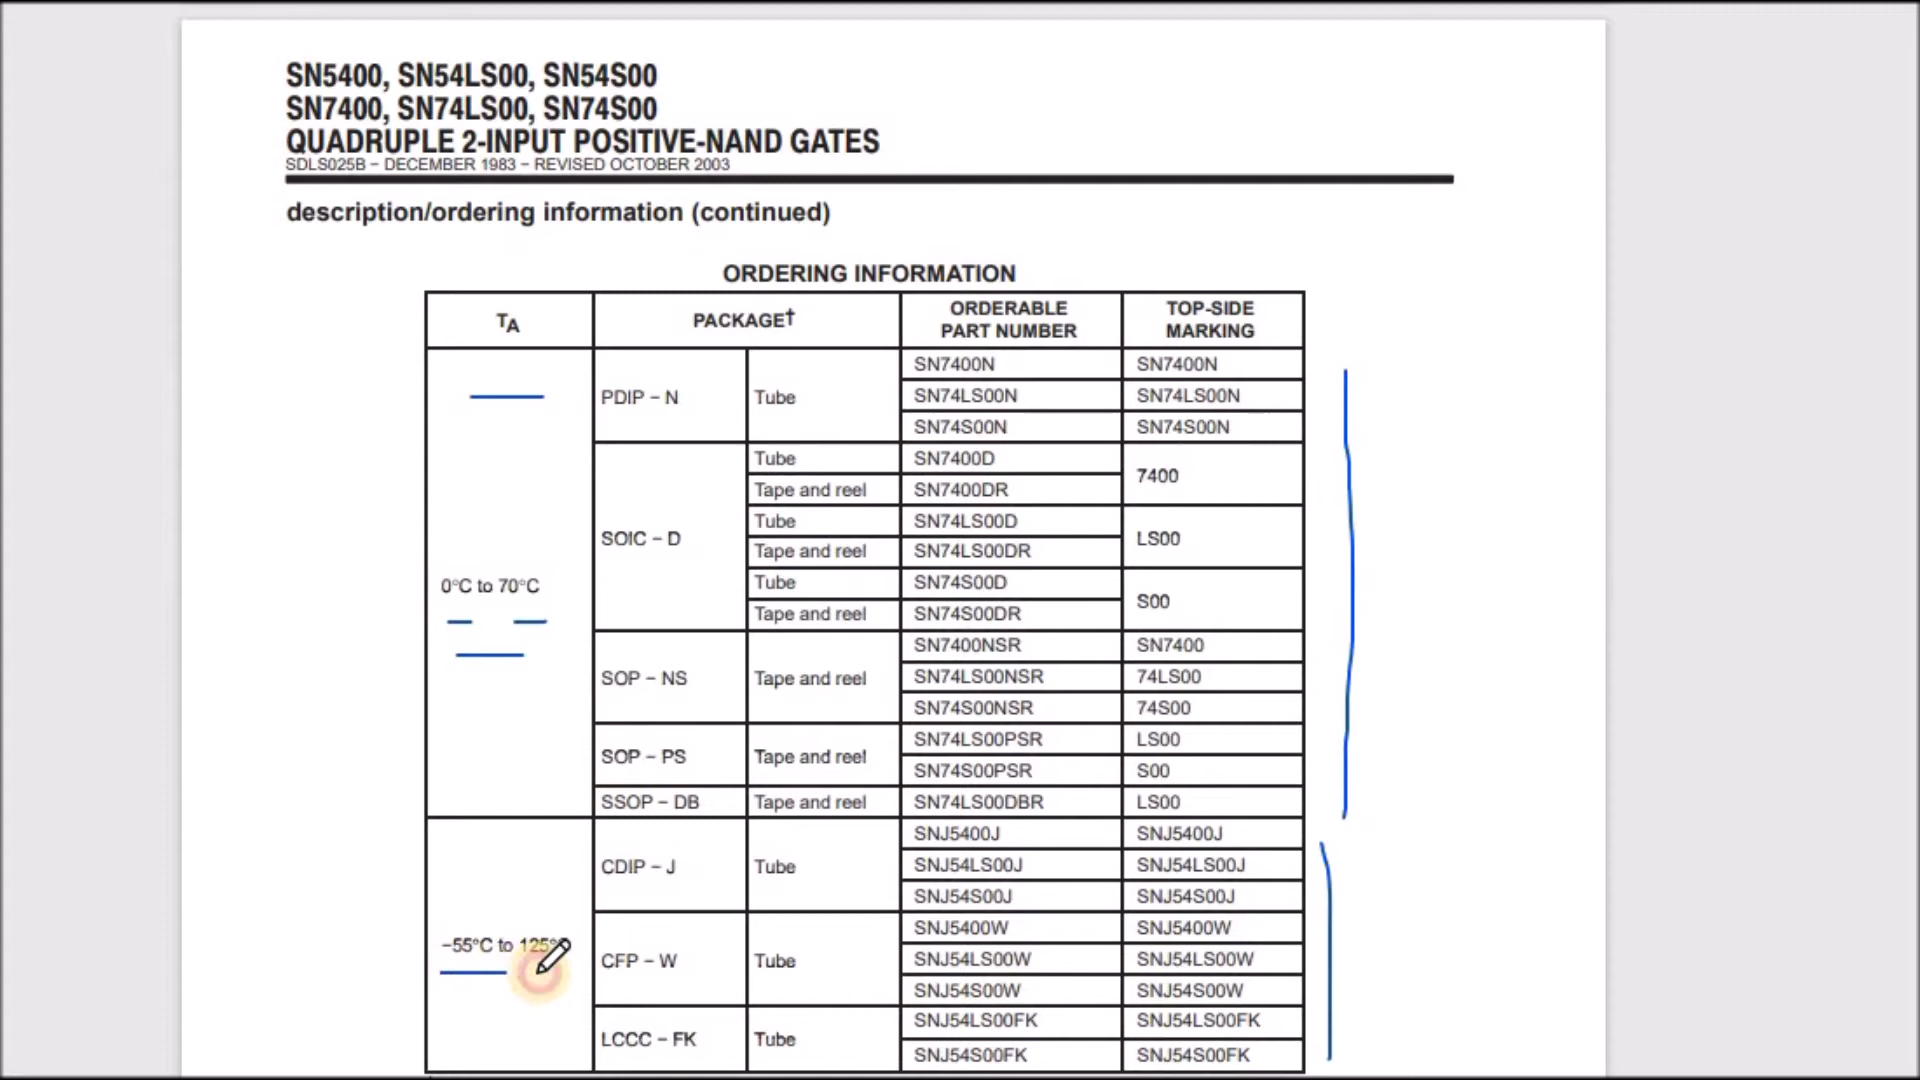 SN5400, SN54LS00, SN54S00
SN7400, SN74LS00, SN74S00
QUADRUPLE 2-INPUT POSITIVE-NAND GATES
SDLS025B − DECEMBER 1983 − REVISED OCTOBER 2003
description/ordering information (continued)
ORDERING INFORMATION
TA PACKAGE† ORDERABLE PART NUMBER TOP-SIDE MARKING
0°C to 70°C
PDIP − N Tube SN7400N SN7400N
SN74LS00N SN74LS00N
SN74S00N SN74S00N
SOIC − D Tube SN7400D 7400
Tape and reel SN7400DR
Tube SN74LS00D LS00
Tape and reel SN74LS00DR
Tube SN74S00D S00
Tape and reel SN74S00DR
SOP − NS Tape and reel SN7400NSR SN7400
SN74LS00NSR 74LS00
SN74S00NSR 74S00
SOP − PS Tape and reel SN74LS00PSR LS00
SN74S00PSR S00
SSOP − DB Tape and reel SN74LS00DBR LS00
−55°C to 125°C
CDIP − J Tube SNJ5400J SNJ5400J
SNJ54LS00J SNJ54LS00J
SNJ54S00J SNJ54S00J
CFP − W Tube SNJ5400W SNJ5400W
SNJ54LS00W SNJ54LS00W
SNJ54S00W SNJ54S00W
LCCC − FK Tube SNJ54LS00FK SNJ54LS00FK
SNJ54S00FK SNJ54S00FK